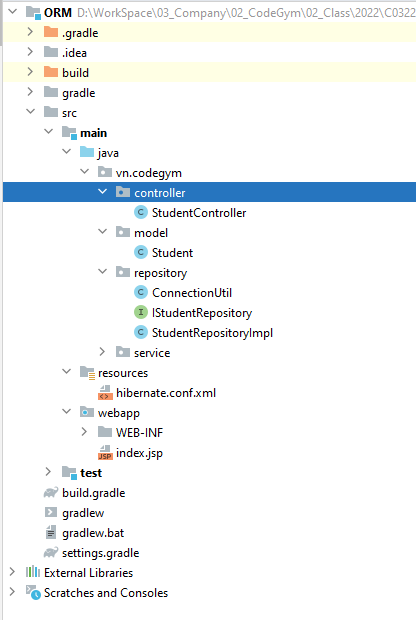 ORM D:\WorkSpace\03_Company\02_CodeGym\02_Class\2022\C0322
.gradle
.idea
build
gradle
src
main
java
vn.codegym
controller
C StudentController
model
C Student
repository
C ConnectionUtil
I IStudentRepository
C StudentRepositoryImpl
service
resources
hibernate.conf.xml
webapp
WEB-INF
JSP index.jsp
test
build.gradle
gradlew
gradlew.bat
settings.gradle
External Libraries
Scratches and Consoles